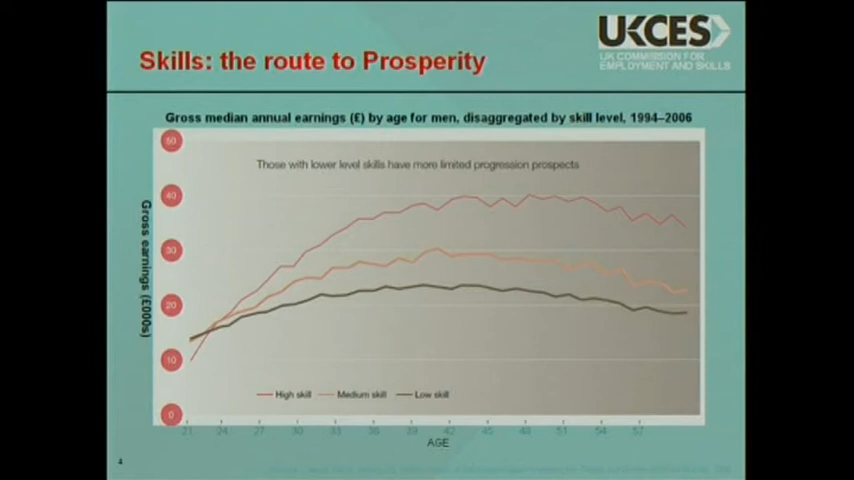 UKCES
UK COMMISSION FOR
EMPLOYMENT AND SKILLS
Skills: the route to Prosperity
Gross median annual earnings (£) by age for men, disaggregated by skill level, 1994–2006
Those with lower level skills have more limited progression prospects
Gross earnings (£000s)
50
40
30
20
10
0
High skill Medium skill Low skill
21 24 27 30 33 36 39 42 45 48 51 54 57
AGE
4